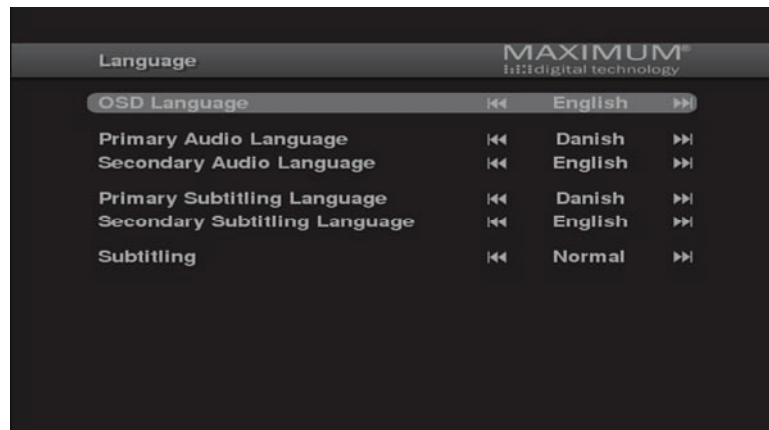 Language
MAXIMUM®
digital technology
OSD Language English
Primary Audio Language Danish
Secondary Audio Language English
Primary Subtitling Language Danish
Secondary Subtitling Language English
Subtitling Normal